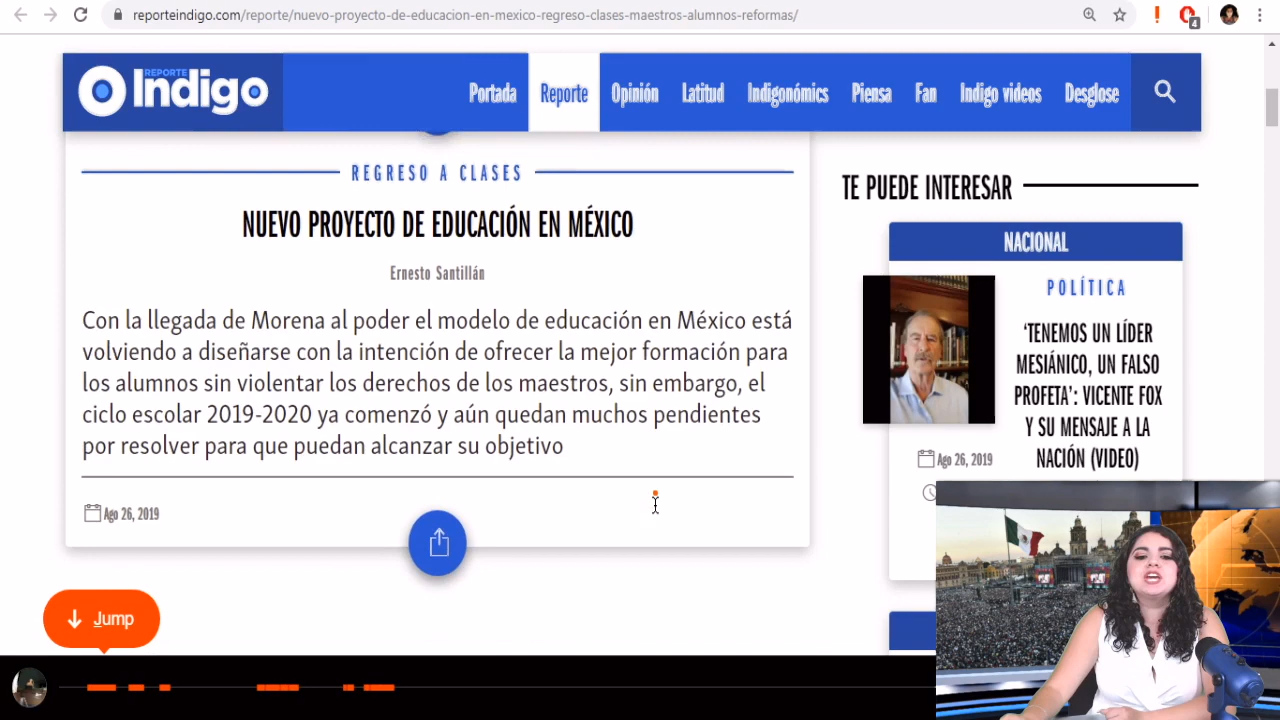 reporteindigo.com/reporte/nuevo-proyecto-de-educacion-en-mexico-regreso-clases-maestros-alumnos-reformas/
4
REPORTE
Indigo
Portada Reporte Opinión Latitud Indigonómics Piensa Fan Indigo videos Desglose
REGRESO A CLASES
NUEVO PROYECTO DE EDUCACIÓN EN MÉXICO
Ernesto Santillán
Con la llegada de Morena al poder el modelo de educación en México está
volviendo a diseñarse con la intención de ofrecer la mejor formación para
los alumnos sin violentar los derechos de los maestros, sin embargo, el
ciclo escolar 2019-2020 ya comenzó y aún quedan muchos pendientes
por resolver para que puedan alcanzar su objetivo
Ago 26, 2019
Jump
TE PUEDE INTERESAR
NACIONAL
POLÍTICA
‘TENEMOS UN LÍDER
MESIÁNICO, UN FALSO
PROFETA’: VICENTE FOX
Y SU MENSAJE A LA
NACIÓN (VIDEO)
Ago 26, 2019